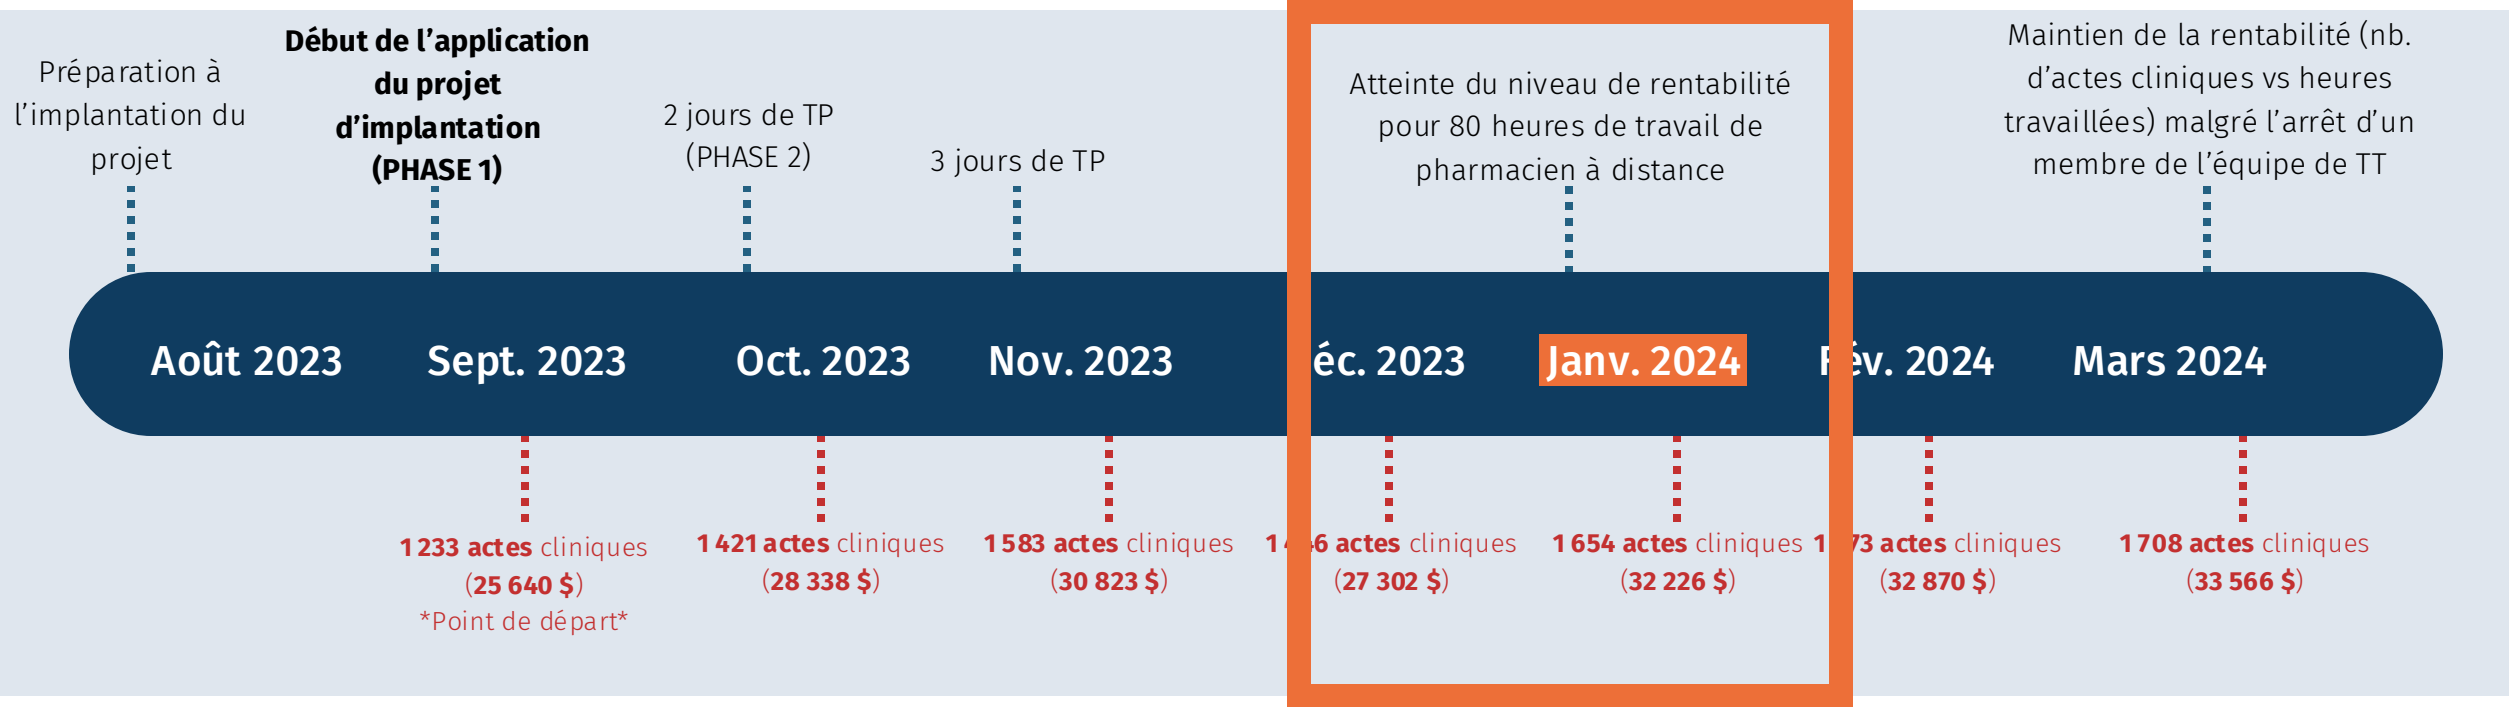 Préparation à
l'implantation du
projet
Début de l'application
du projet
d'implantation
(PHASE 1)
2 jours de TP
(PHASE 2)
3 jours de TP
Atteinte du niveau de rentabilité
pour 80 heures de travail de
pharmacien à distance
Maintien de la rentabilité (nb.
d'actes cliniques vs heures
travaillées) malgré l'arrêt d'un
membre de l'équipe de TT
Août 2023
Sept. 2023
Oct. 2023
Nov. 2023
éc. 2023
Janv. 2024
Fév. 2024
Mars 2024
1 233 actes cliniques
(25 640 $)
*Point de départ*
1 421 actes cliniques
(28 338 $)
1 583 actes cliniques
(30 823 $)
actes cliniques
(27 302 $)
1 654 actes cliniques
(32 226 $)
actes cliniques
(32 870 $)
1 708 actes cliniques
(33 566 $)